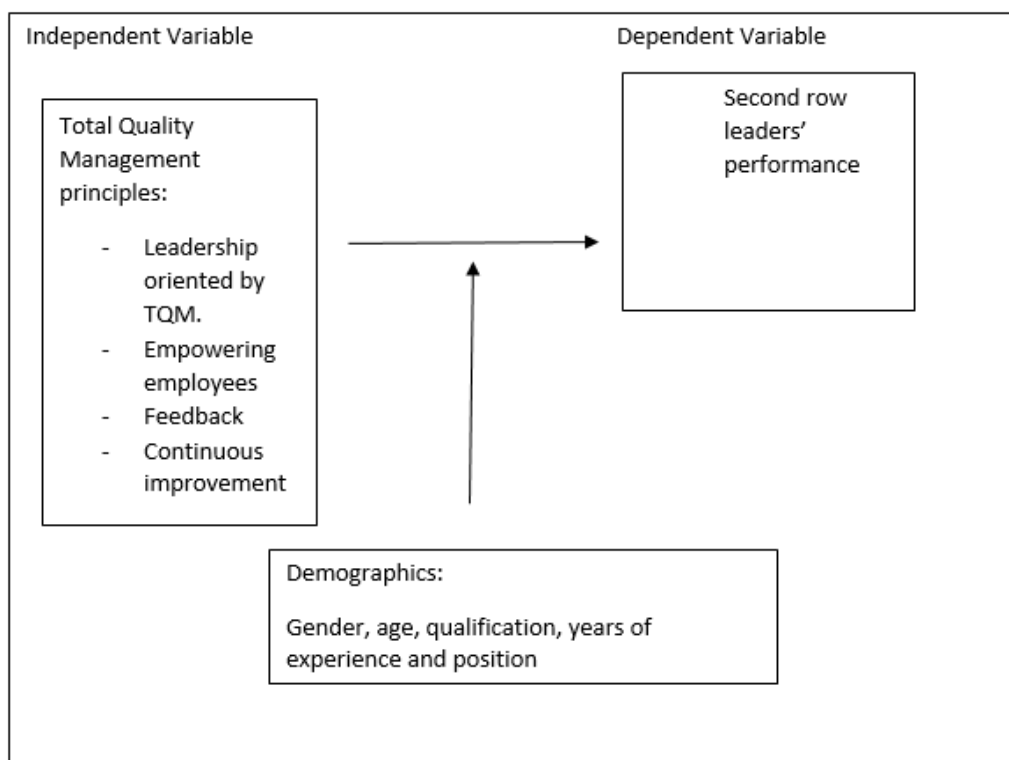 Independent Variable
Dependent Variable
Total Quality
Management
principles:
- Leadership
oriented by
TQM.
- Empowering
employees
- Feedback
- Continuous
improvement
Second row
leaders’
performance
Demographics:
Gender, age, qualification, years of
experience and position